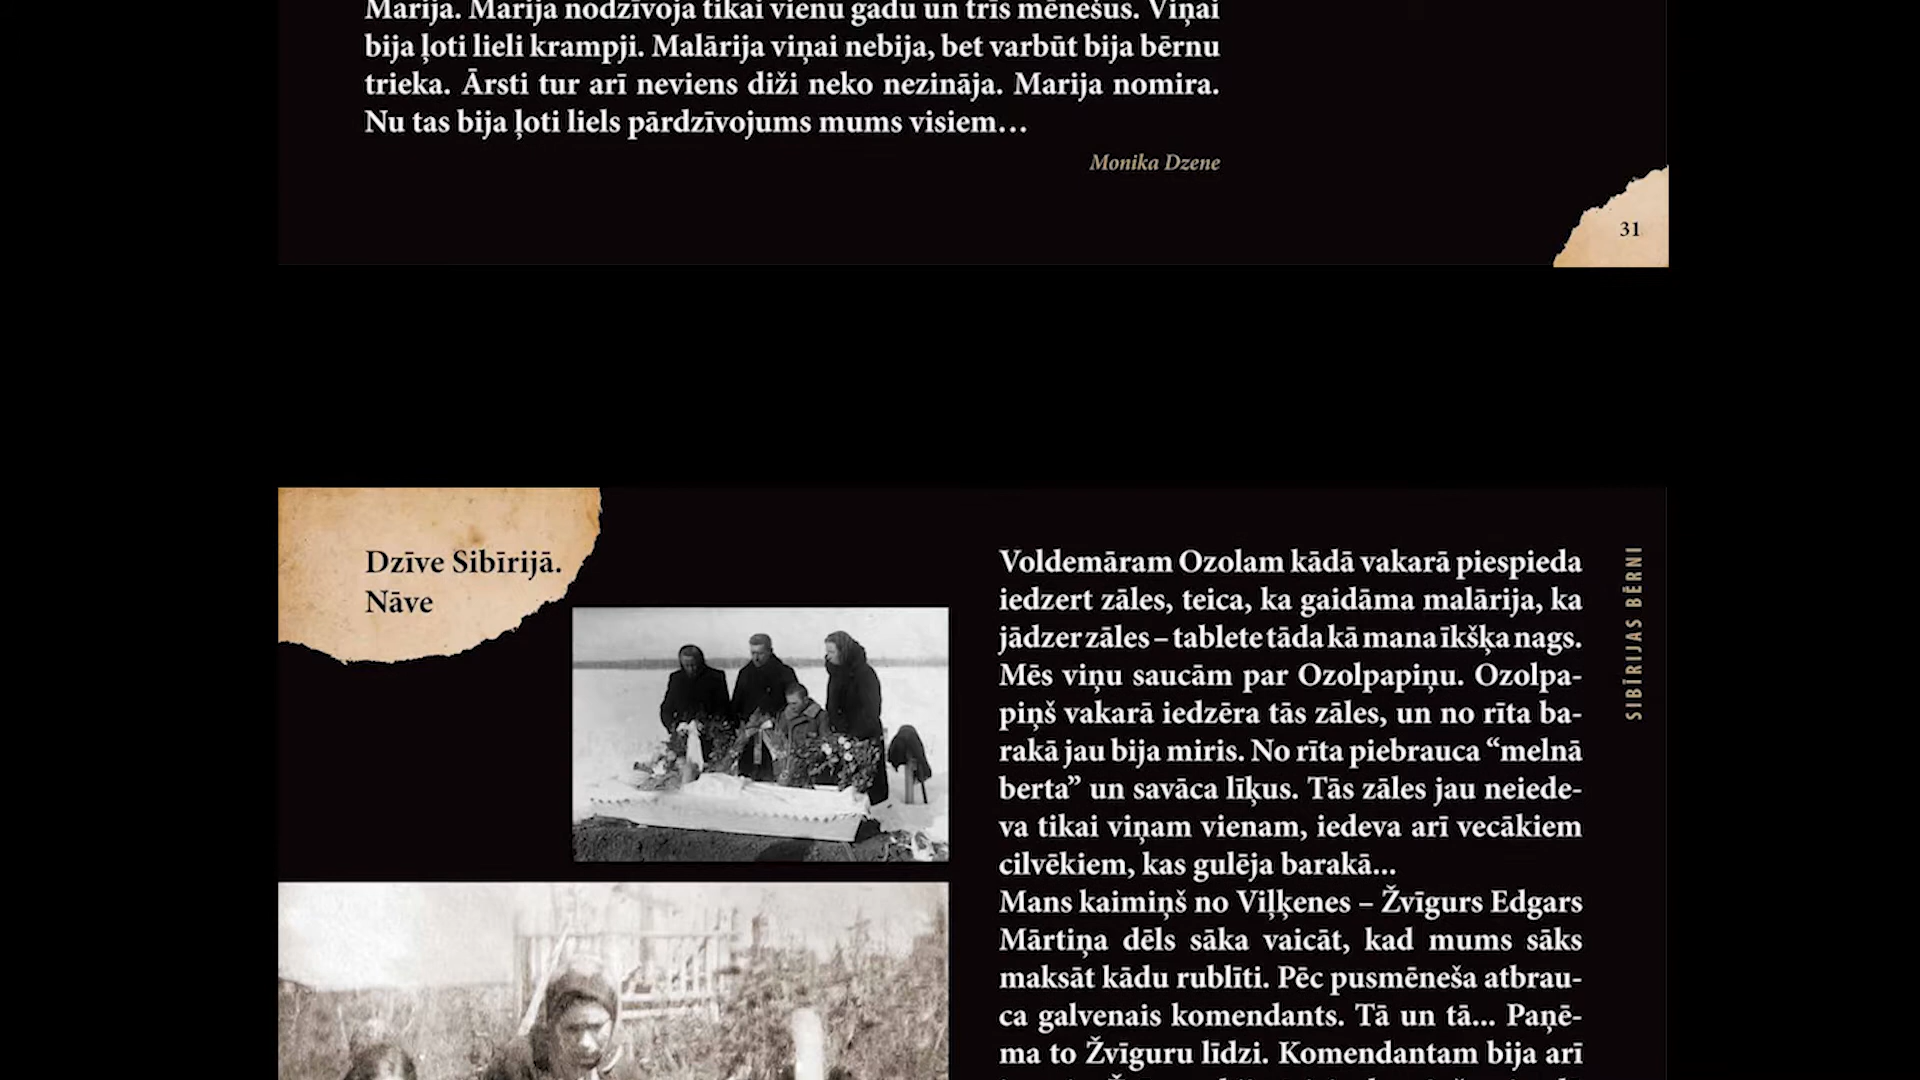 Marija. Marija nodzīvoja tikai vienu gadu un trīs mēnešus. Viņai
bija ļoti lieli krampji. Malārija viņai nebija, bet varbūt bija bērnu
trieka. Ārsti tur arī neviens diži neko nezināja. Marija nomira.
Nu tas bija ļoti liels pārdzīvojums mums visiem…
Monika Dzene
31
Dzīve Sibīrijā.
Nāve
Voldemāram Ozolam kādā vakarā piespieda
iedzert zāles, teica, ka gaidāma malārija, ka
jādzer zāles – tablete tāda kā mana īkšķa nags.
Mēs viņu saucām par Ozolpapiņu. Ozolpa-
piņš vakarā iedzēra tās zāles, un no rīta ba-
rakā jau bija miris. No rīta piebrauca “melnā
berta” un savāca līķus. Tās zāles jau neiede-
va tikai viņam vienam, iedeva arī vecākiem
cilvēkiem, kas gulēja barakā...
Mans kaimiņš no Viļķenes – Žvīgurs Edgars
Mārtiņa dēls sāka vaicāt, kad mums sāks
maksāt kādu rublīti. Pēc pusmēneša atbrau-
ca galvenais komendants. Tā un tā... Paņē-
ma to Žvīguru līdzi. Komendantam bija arī
SIBĪRIJAS BĒRNI